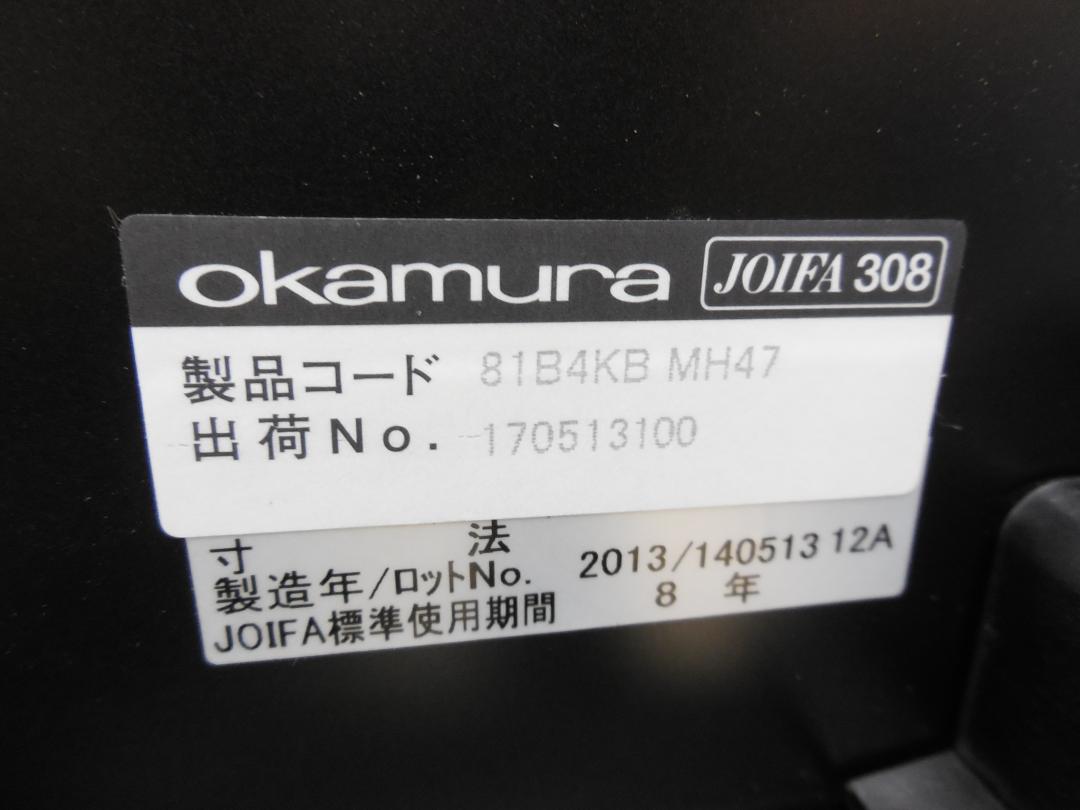 okamura JOIFA 308
製品コード 81B4KB MH47
出荷No. 170513100
寸法
製造年/ロットNo. 2013/140513 12A
JOIFA標準使用期間 8 年